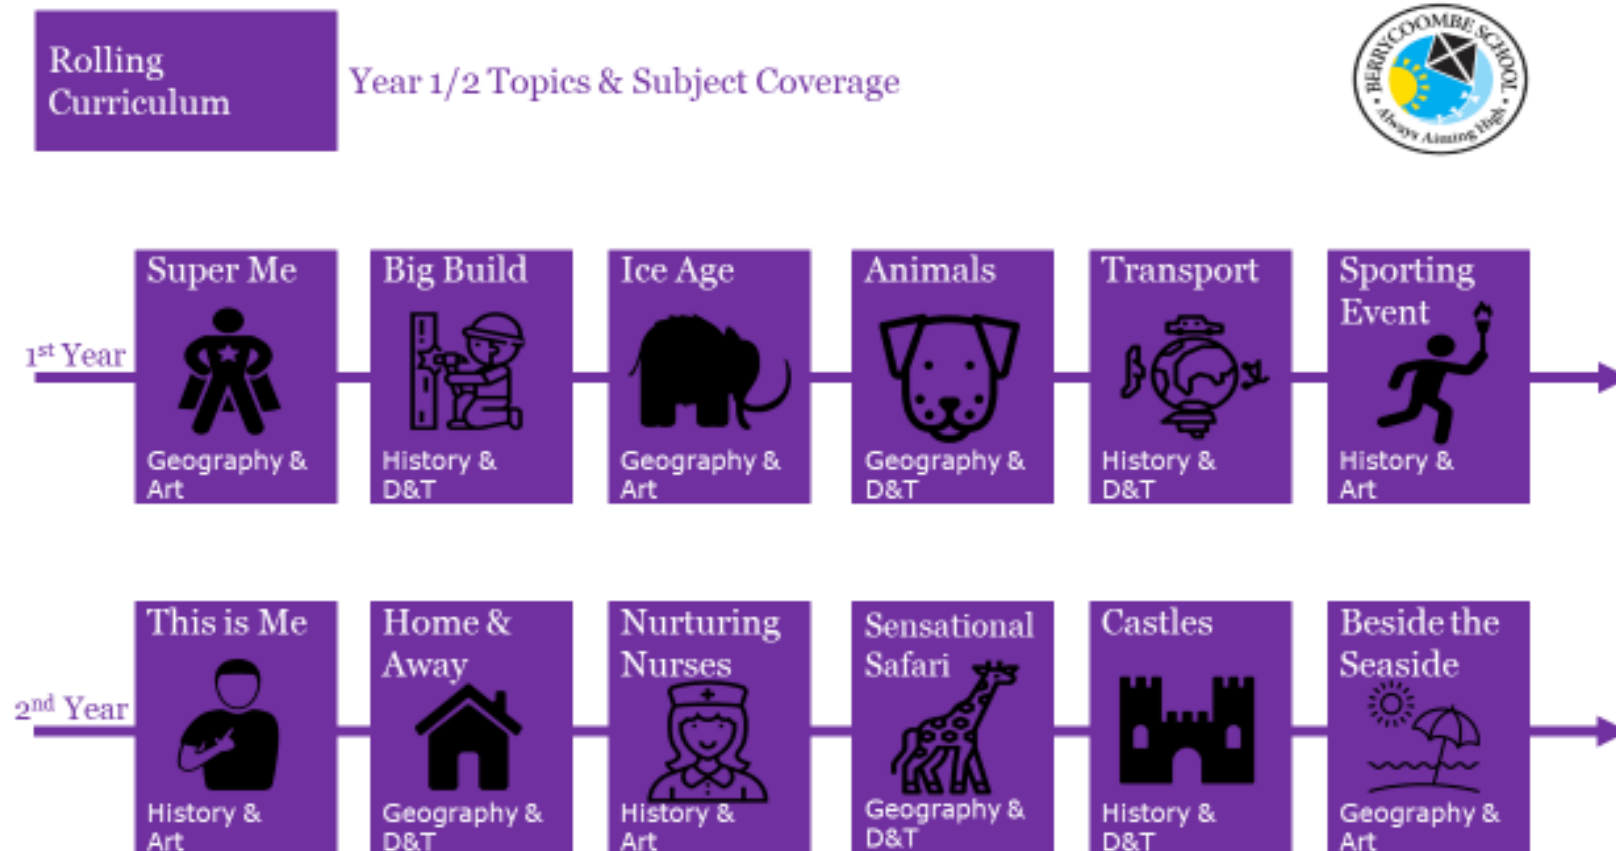 Rolling
Curriculum
Year 1/2 Topics & Subject Coverage
BERRYCOOMBE SCHOOL
• Always Aiming High •
1st Year
Super Me
Geography &
Art
Big Build
History &
D&T
Ice Age
Geography &
Art
Animals
Geography &
D&T
Transport
History &
D&T
Sporting
Event
History &
Art
2nd Year
This is Me
History &
Art
Home &
Away
Geography &
D&T
Nurturing
Nurses
History &
Art
Sensational
Safari
Geography &
D&T
Castles
History &
D&T
Beside the
Seaside
Geography &
Art